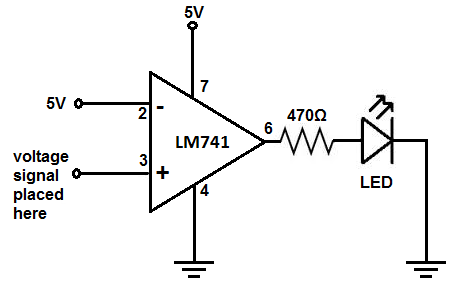 5V
7
5V
2
-
470Ω
6
LM741
voltage
signal
placed
here
3
+
4
LED